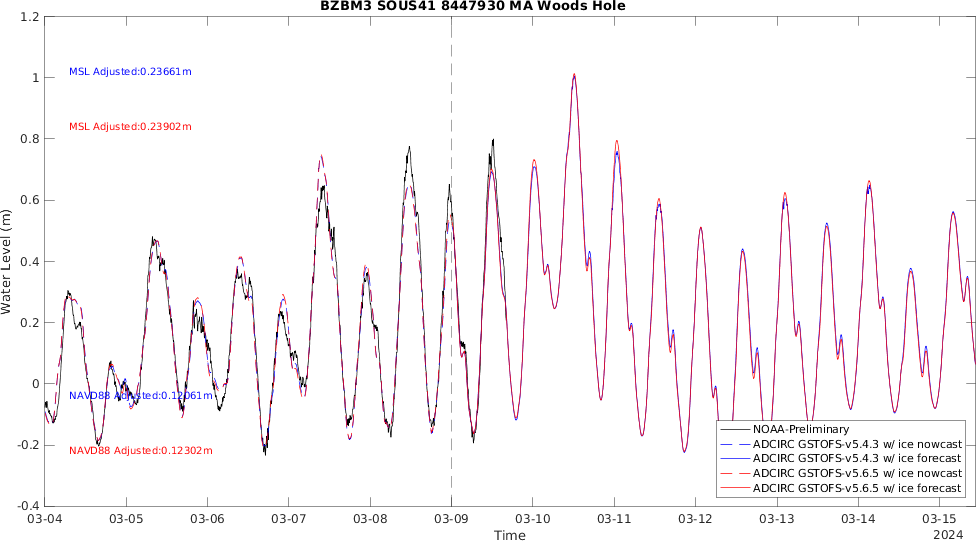 BZBM3 SOUS41 8447930 MA Woods Hole
1.2
1
0.8
0.6
0.4
0.2
0
-0.2
-0.4
Water Level (m)
MSL Adjusted:0.23661m
MSL Adjusted:0.23902m
NAVD88 Adjusted:0.12061m
NAVD88 Adjusted:0.12302m
NOAA-Preliminary
ADCIRC GSTOFS-v5.4.3 w/ ice nowcast
ADCIRC GSTOFS-v5.4.3 w/ ice forecast
ADCIRC GSTOFS-v5.6.5 w/ ice nowcast
ADCIRC GSTOFS-v5.6.5 w/ ice forecast
03-04 03-05 03-06 03-07 03-08 03-09 03-10 03-11 03-12 03-13 03-14 03-15
Time
2024